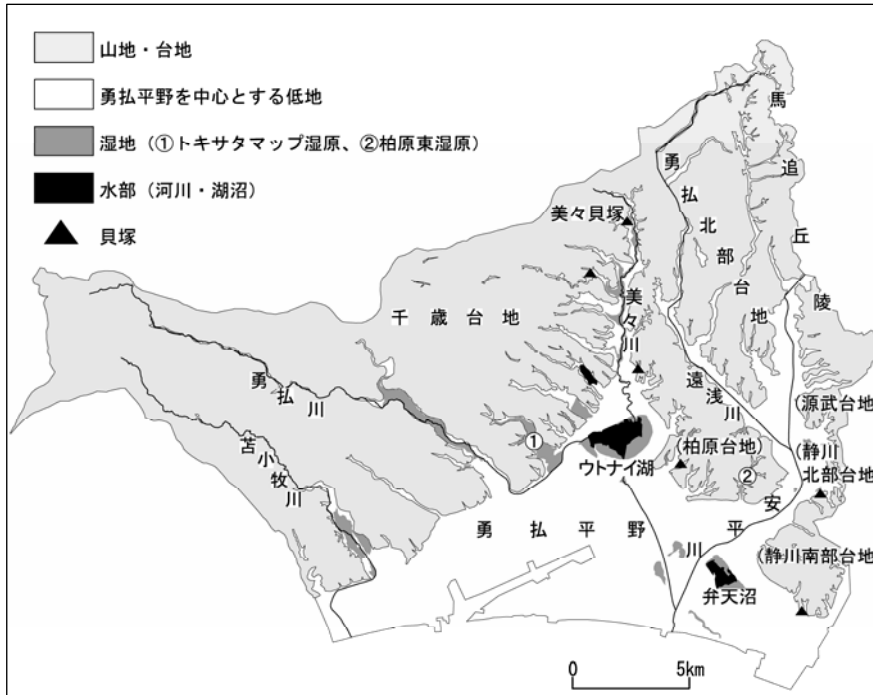 山地・台地
勇払平野を中心とする低地
湿地（①トキサタマップ湿原、②柏原東湿原）
水部（河川・湖沼）
貝塚
馬追丘陵
勇払北部台地
美々貝塚
美々川
千歳台地
勇払川
遠浅川
苫小牧川
①
（源武台地
（柏原台地）
（静川
北部台地
②
ウトナイ湖
安平川
勇払平野
（静川南部台地
弁天沼
0 5km